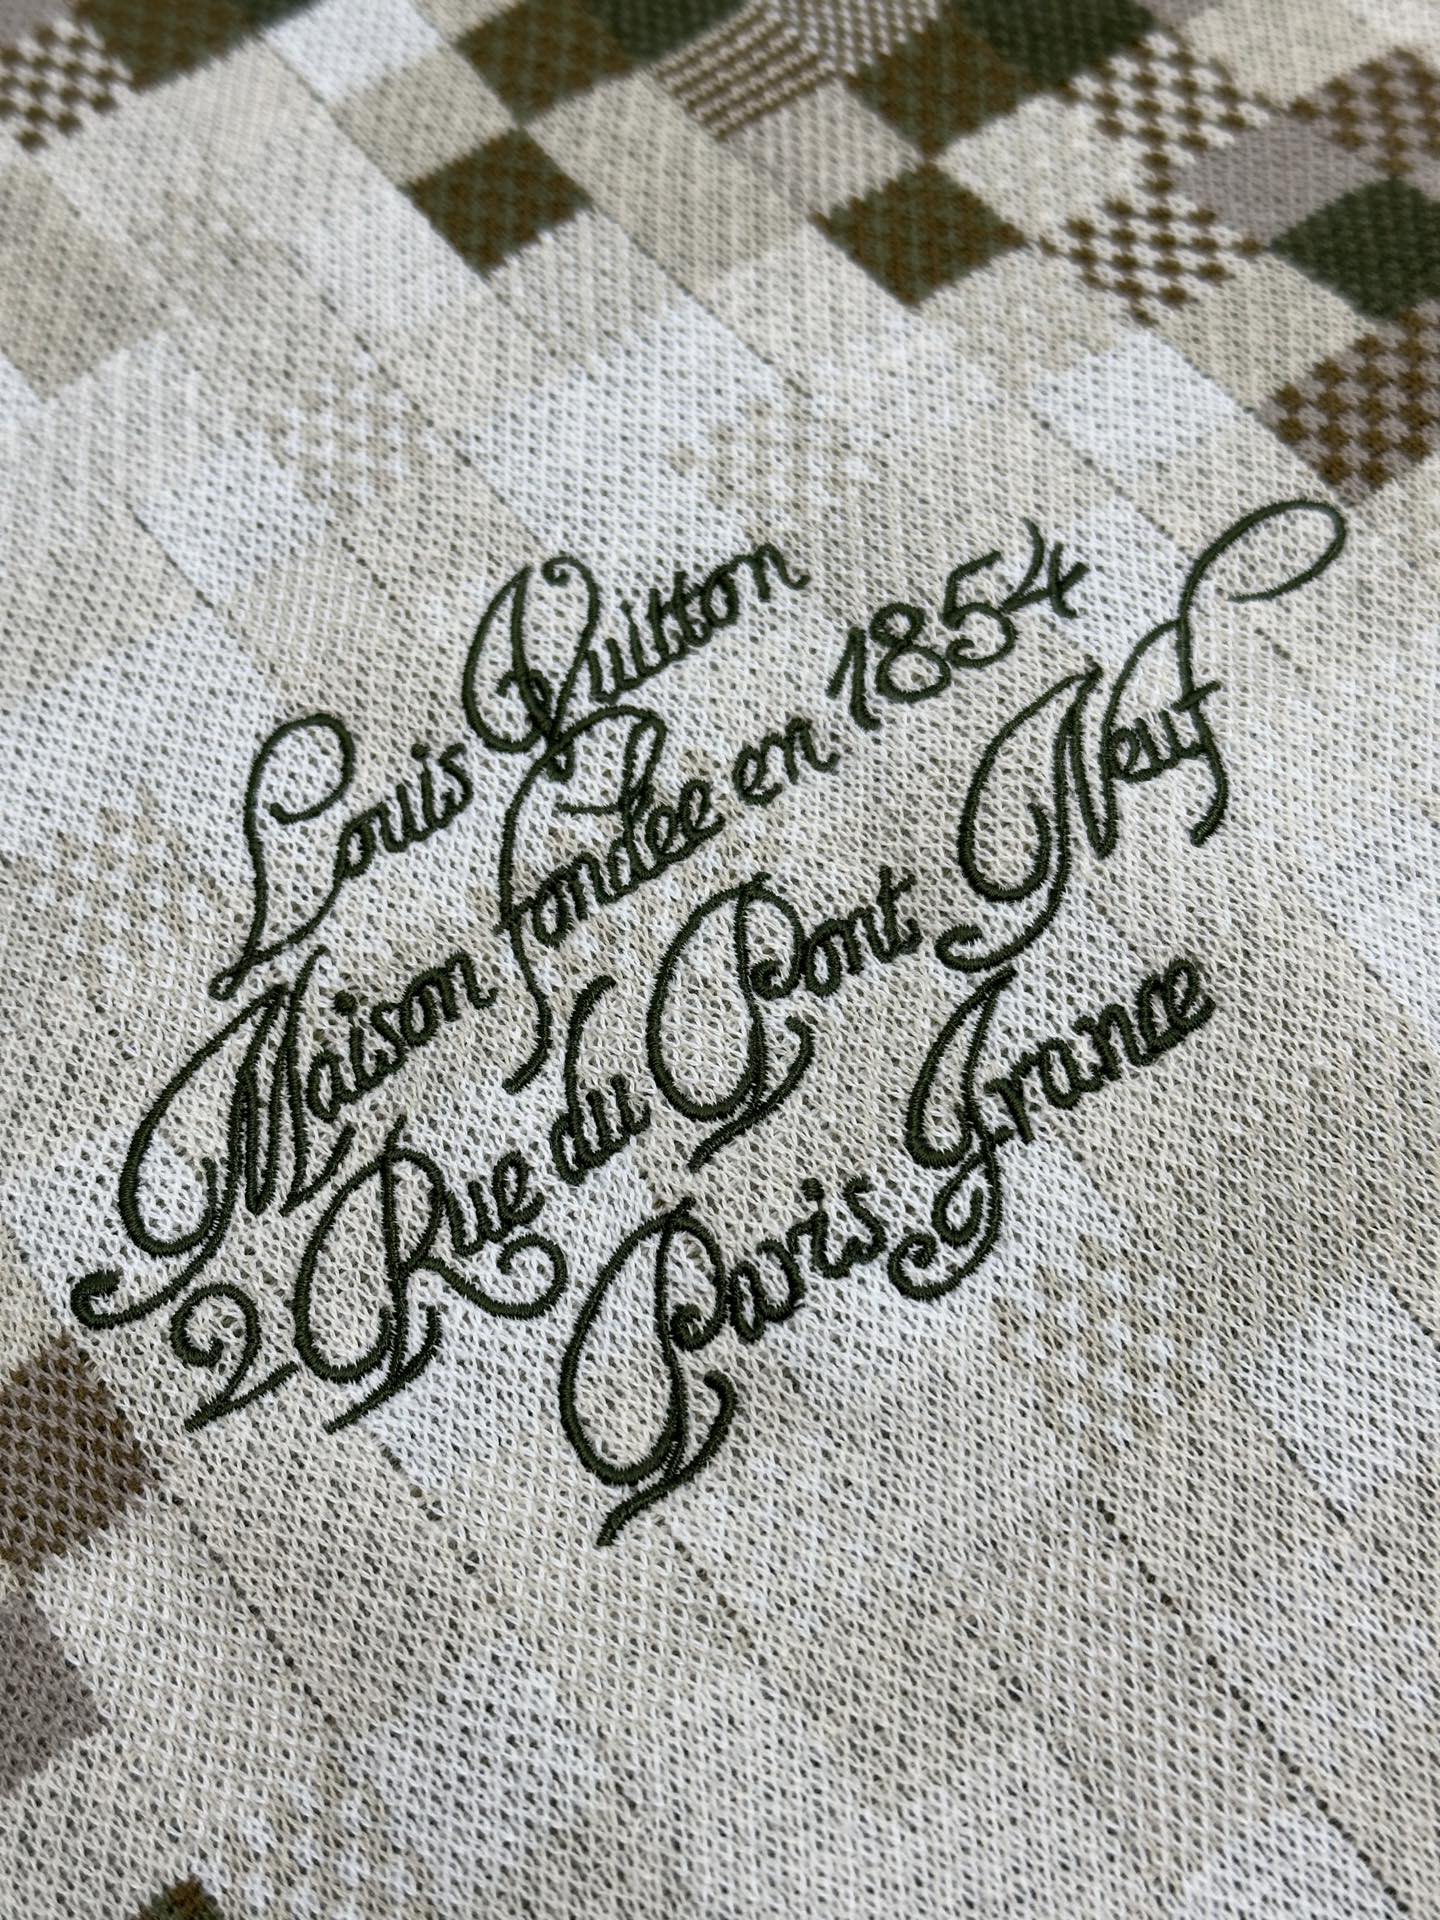 Louis Vuitton
Maison fondée en 1854
2 Rue du Pont Neuf
Paris France